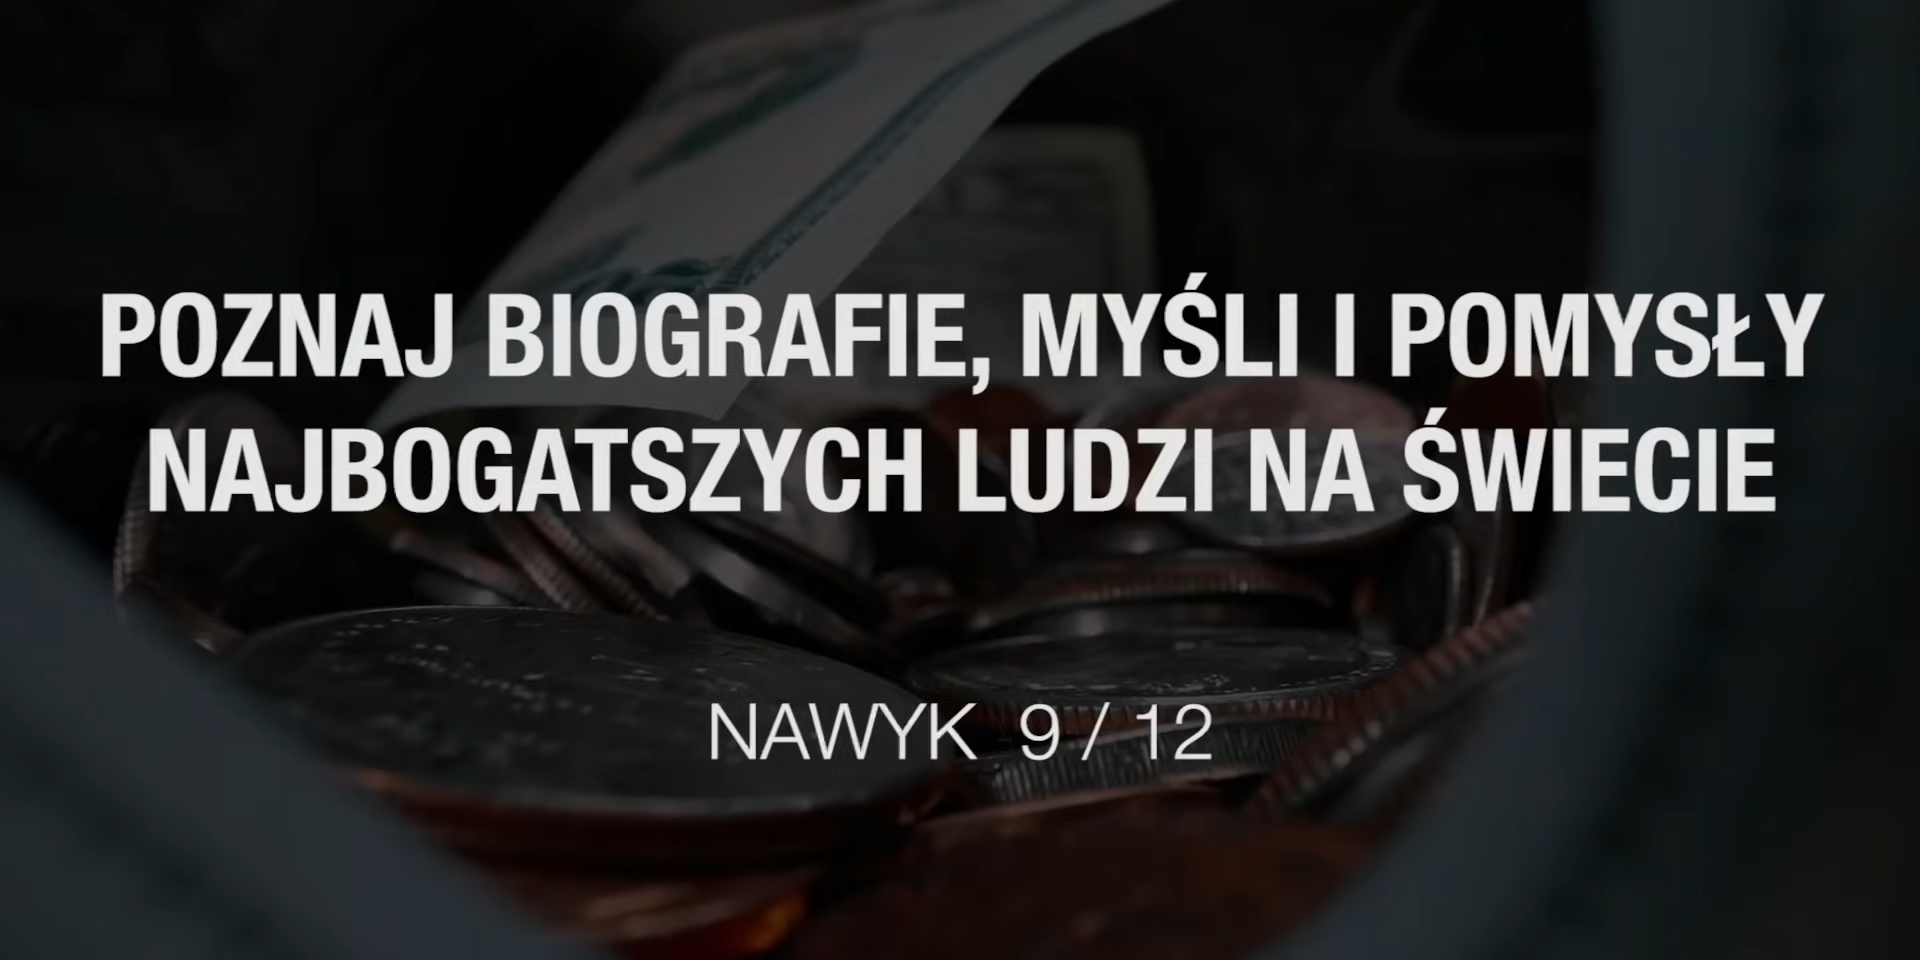 POZNAJ BIOGRAFIE, MYŚLI I POMYSŁY
NAJBOGATSZYCH LUDZI NA ŚWIECIE
NAWYK 9 / 12